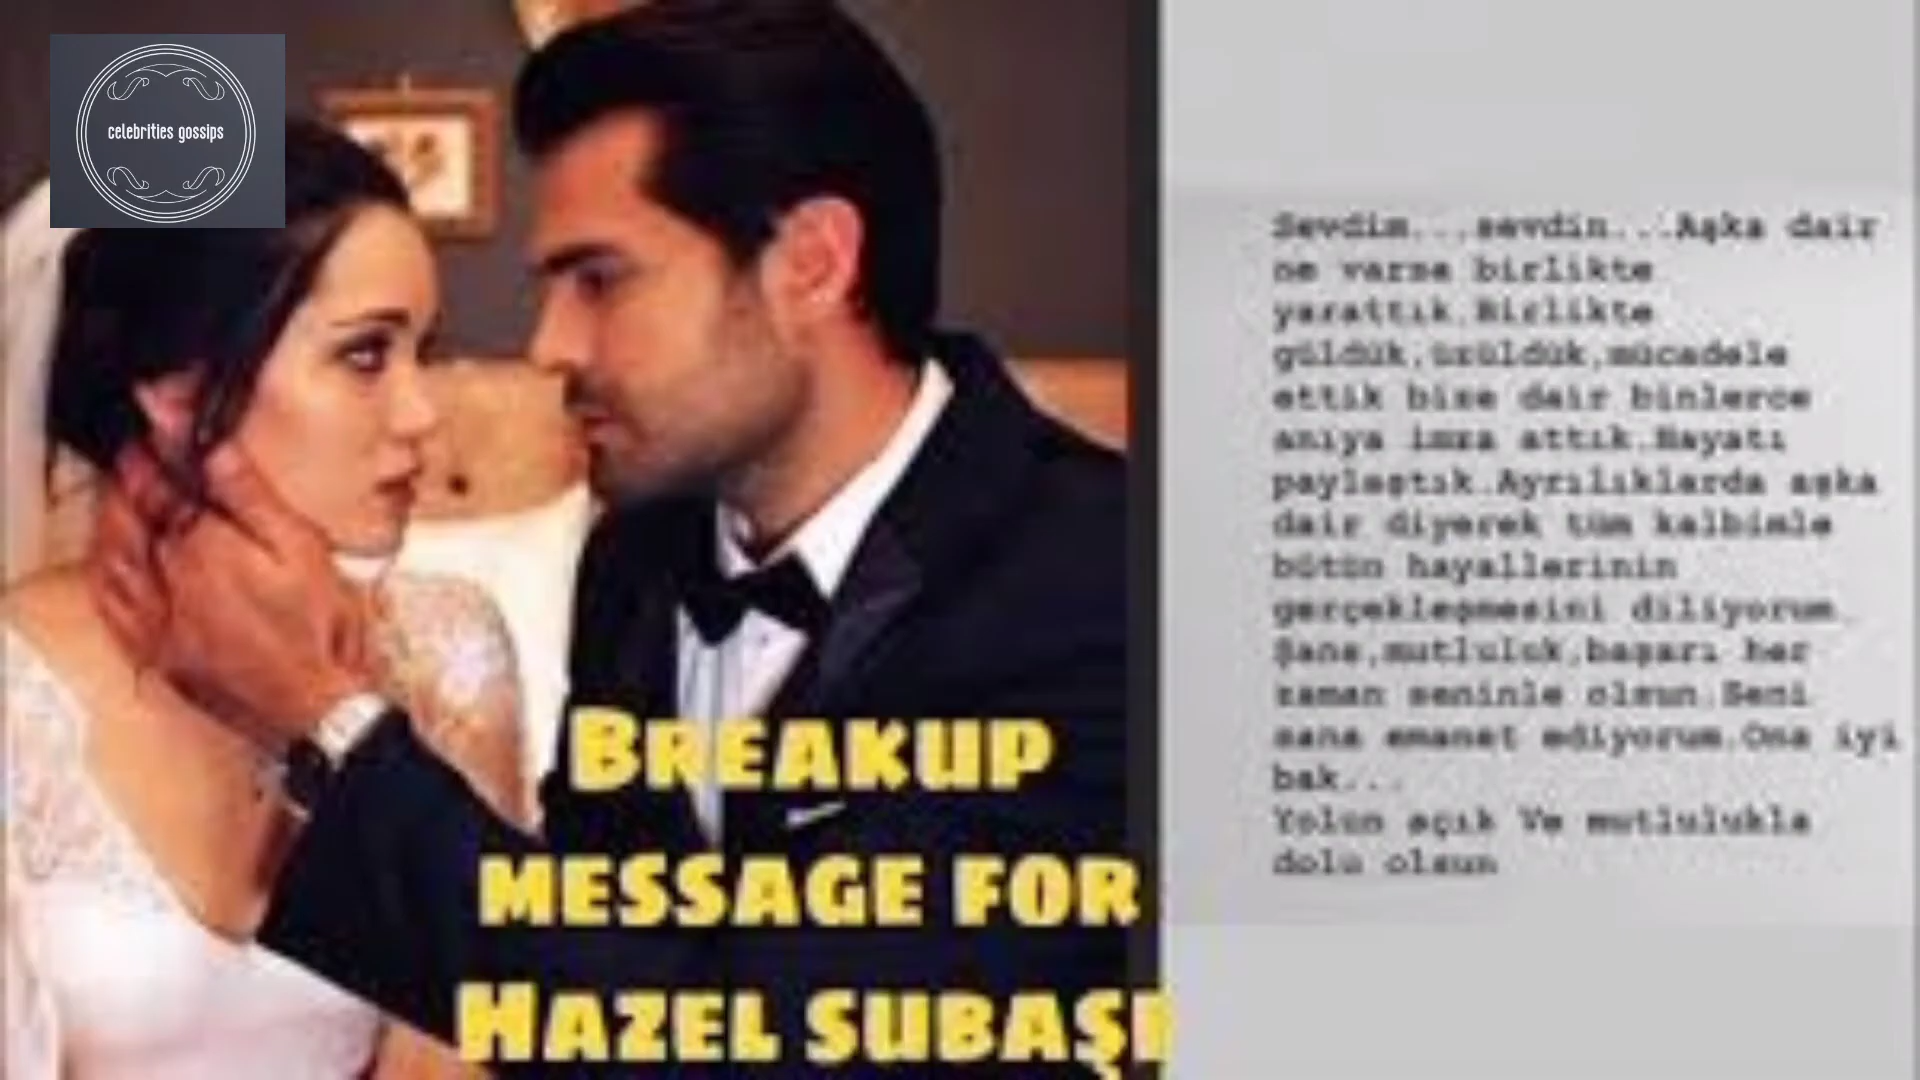 celebrities gossips
BREAKUP
MESSAGE FOR
HAZEL SUBAŞI
Sevdim...sevdin...Aşka dair
ne varsa birlikte
yarattık.Birlikte
güldük,üzüldük,mücadele
ettik bize dair binlerce
anıya imza attık.Hayatı
paylaştık.Ayrılıklarda aşka
dair diyerek tüm kalbimle
bütün hayallerinin
gerçekleşmesini diliyorum.
Şans,mutluluk,başarı her
zaman seninle olsun.Seni
sana emanet ediyorum.Ona iyi
bak...
Yolun açık Ve mutlulukla
dolu olsun